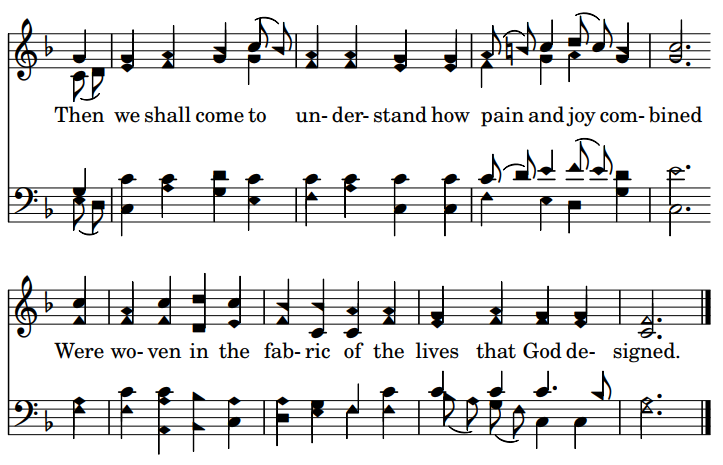 Then we shall come to un- der- stand how pain and joy com- bined
Were wo- ven in the fab- ric of the lives that God de- signed.